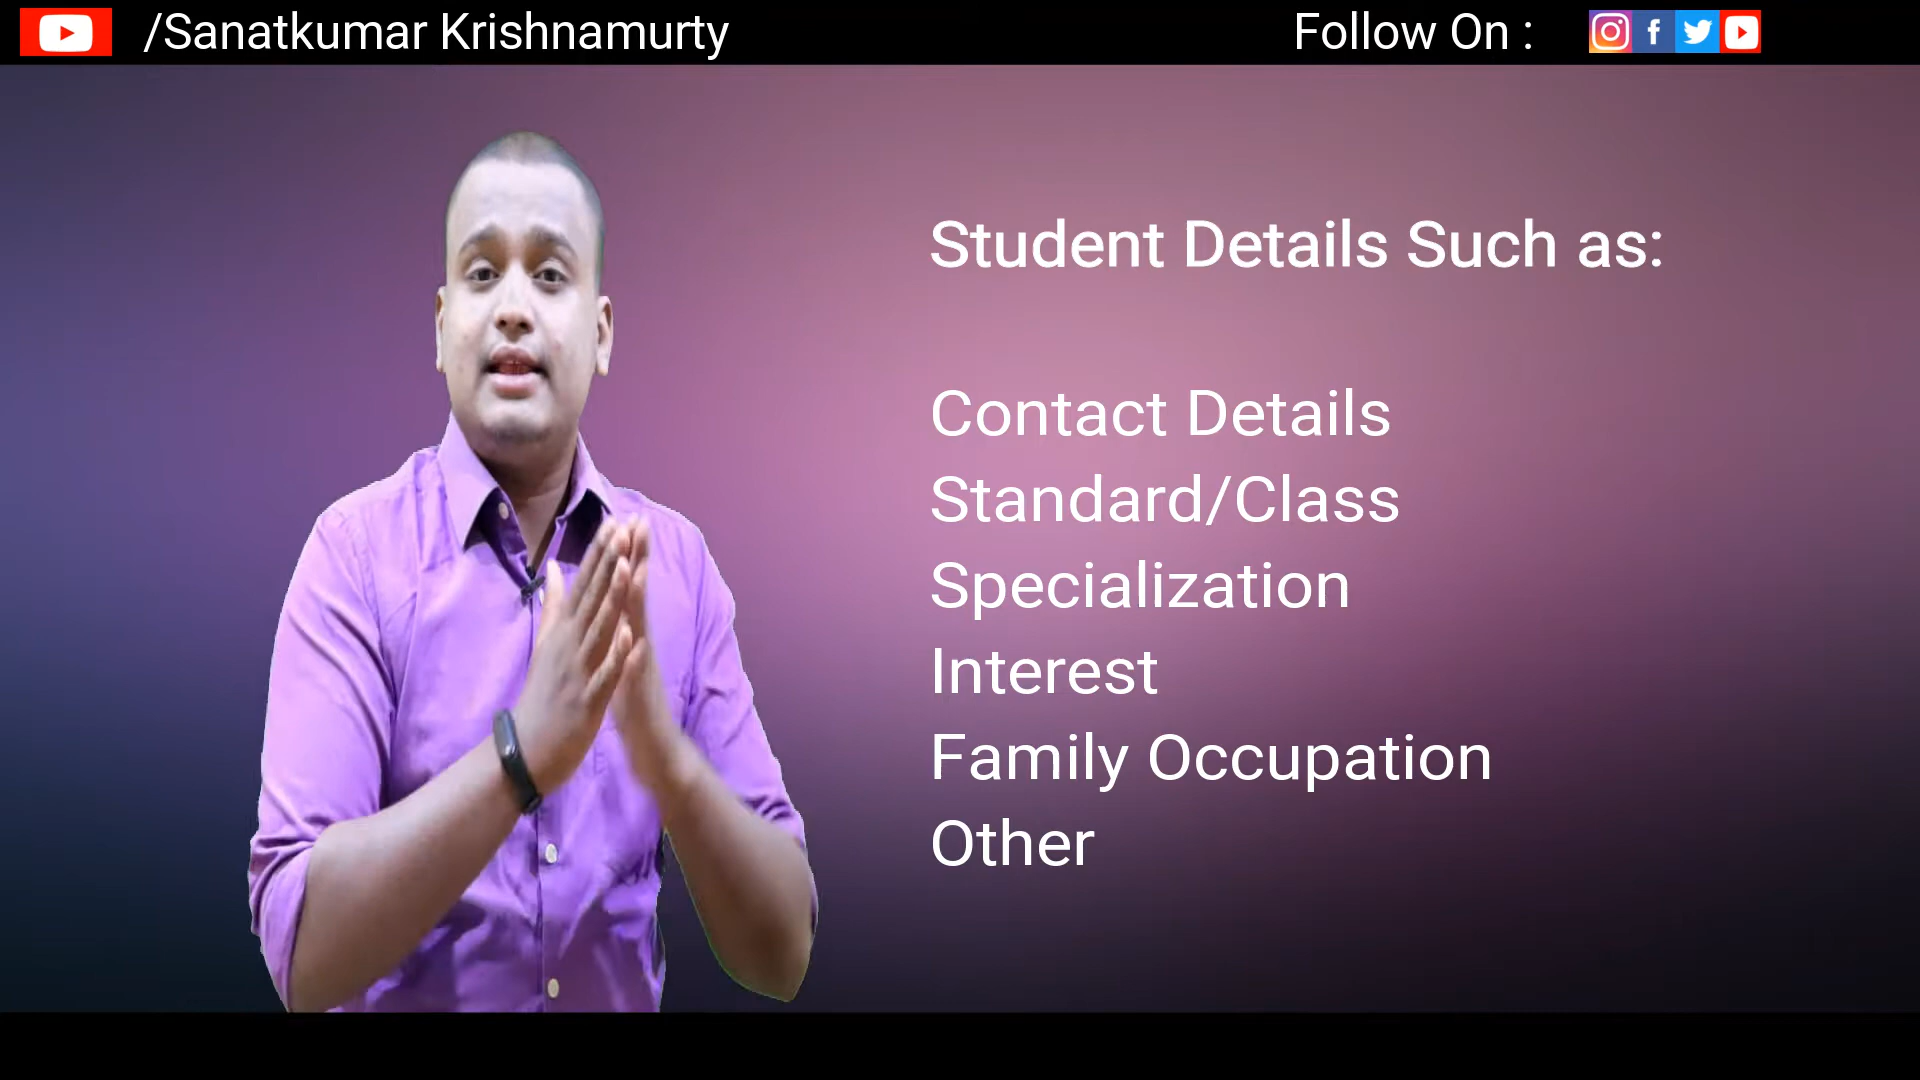 /Sanatkumar Krishnamurty
Follow On :
Student Details Such as:
Contact Details
Standard/Class
Specialization
Interest
Family Occupation
Other